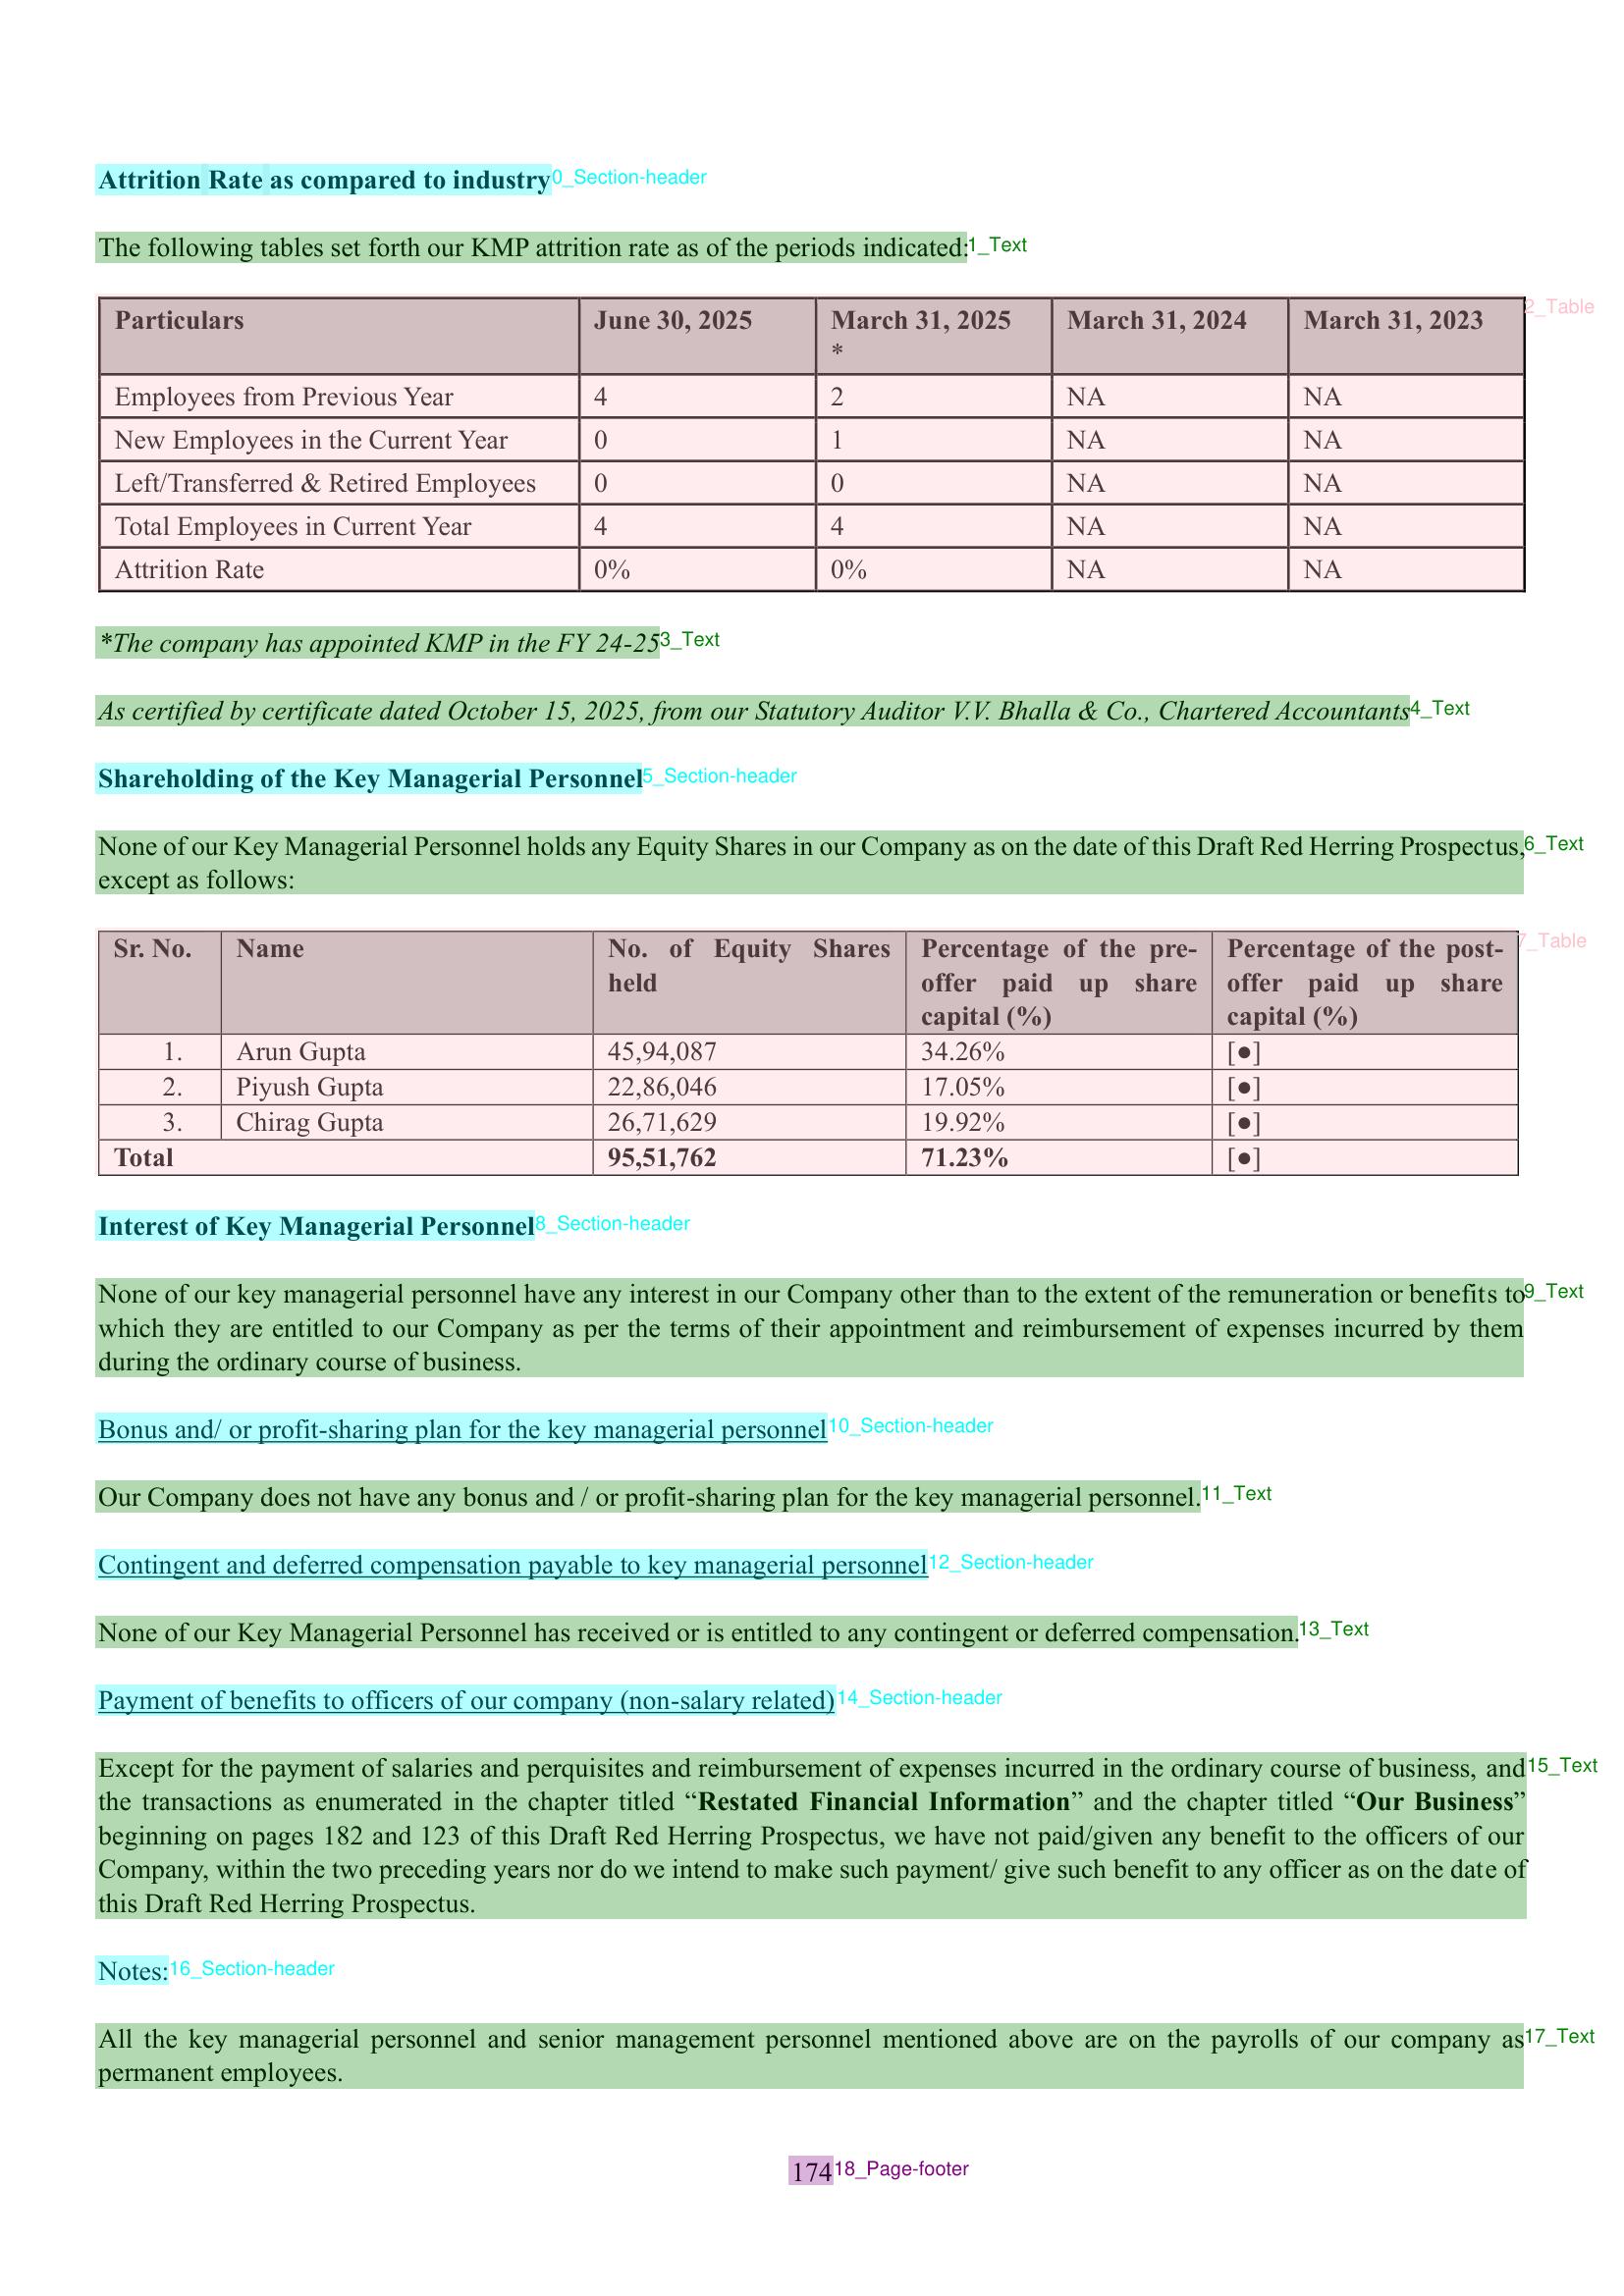 Attrition Rate as compared to industry 0_Section-header
The following tables set forth our KMP attrition rate as of the periods indicated: 1_Text
2_Table
Particulars June 30, 2025 March 31, 2025 * March 31, 2024 March 31, 2023
Employees from Previous Year 4 2 NA NA
New Employees in the Current Year 0 1 NA NA
Left/Transferred & Retired Employees 0 0 NA NA
Total Employees in Current Year 4 4 NA NA
Attrition Rate 0% 0% NA NA
*The company has appointed KMP in the FY 24-25 3_Text
As certified by certificate dated October 15, 2025, from our Statutory Auditor V.V. Bhalla & Co., Chartered Accountants 4_Text
Shareholding of the Key Managerial Personnel 5_Section-header
None of our Key Managerial Personnel holds any Equity Shares in our Company as on the date of this Draft Red Herring Prospectus, 6_Text
except as follows:
7_Table
Sr. No. Name No. of Equity Shares held Percentage of the pre-offer paid up share capital (%) Percentage of the post-offer paid up share capital (%)
1. Arun Gupta 45,94,087 34.26% [●]
2. Piyush Gupta 22,86,046 17.05% [●]
3. Chirag Gupta 26,71,629 19.92% [●]
Total 95,51,762 71.23% [●]
Interest of Key Managerial Personnel 8_Section-header
None of our key managerial personnel have any interest in our Company other than to the extent of the remuneration or benefits to 9_Text
which they are entitled to our Company as per the terms of their appointment and reimbursement of expenses incurred by them
during the ordinary course of business.
Bonus and/ or profit-sharing plan for the key managerial personnel 10_Section-header
Our Company does not have any bonus and / or profit-sharing plan for the key managerial personnel. 11_Text
Contingent and deferred compensation payable to key managerial personnel 12_Section-header
None of our Key Managerial Personnel has received or is entitled to any contingent or deferred compensation. 13_Text
Payment of benefits to officers of our company (non-salary related) 14_Section-header
Except for the payment of salaries and perquisites and reimbursement of expenses incurred in the ordinary course of business, and 15_Text
the transactions as enumerated in the chapter titled “Restated Financial Information” and the chapter titled “Our Business”
beginning on pages 182 and 123 of this Draft Red Herring Prospectus, we have not paid/given any benefit to the officers of our
Company, within the two preceding years nor do we intend to make such payment/ give such benefit to any officer as on the date of
this Draft Red Herring Prospectus.
Notes: 16_Section-header
All the key managerial personnel and senior management personnel mentioned above are on the payrolls of our company as 17_Text
permanent employees.
174 18_Page-footer